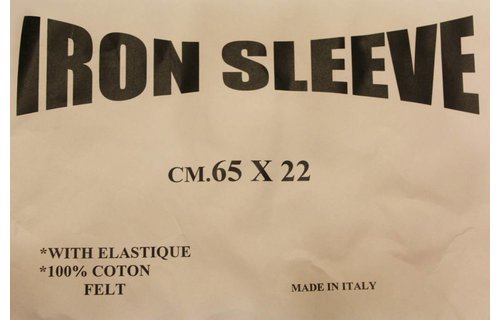 IRON SLEEVE
CM.65 X 22
*WITH ELASTIQUE
*100% COTON
FELT
MADE IN ITALY